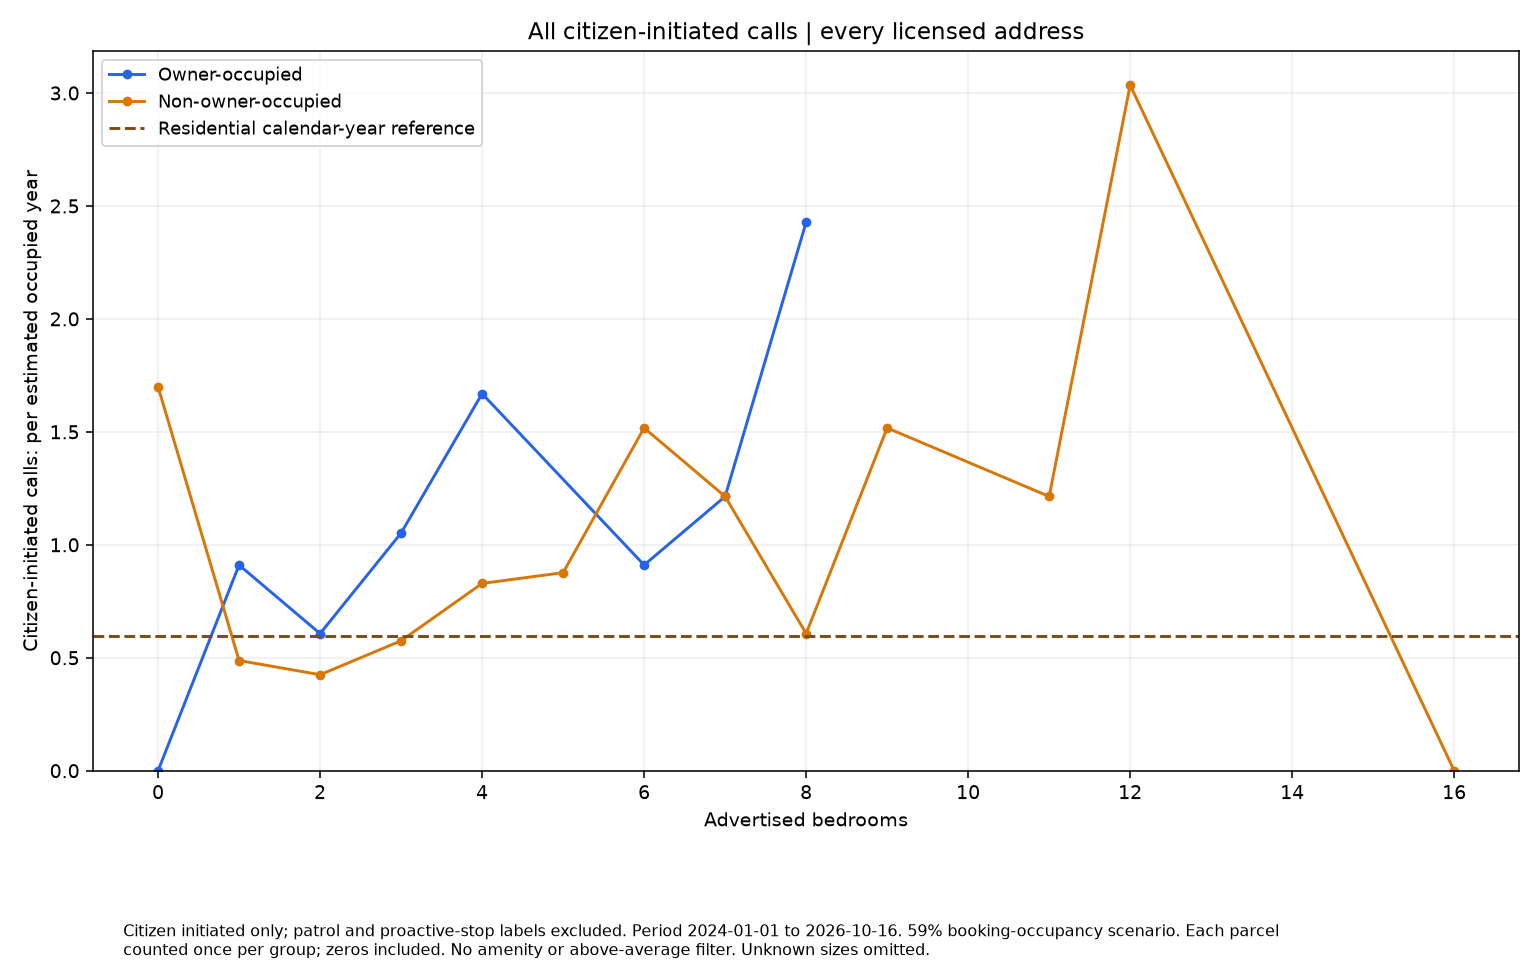 All citizen-initiated calls | every licensed address
Owner-occupied
Non-owner-occupied
Residential calendar-year reference
Citizen-initiated calls: per estimated occupied year
3.0
2.5
2.0
1.5
1.0
0.5
0.0
0 2 4 6 8 10 12 14 16
Advertised bedrooms
Citizen initiated only; patrol and proactive-stop labels excluded. Period 2024-01-01 to 2026-10-16. 59% booking-occupancy scenario. Each parcel
counted once per group; zeros included. No amenity or above-average filter. Unknown sizes omitted.